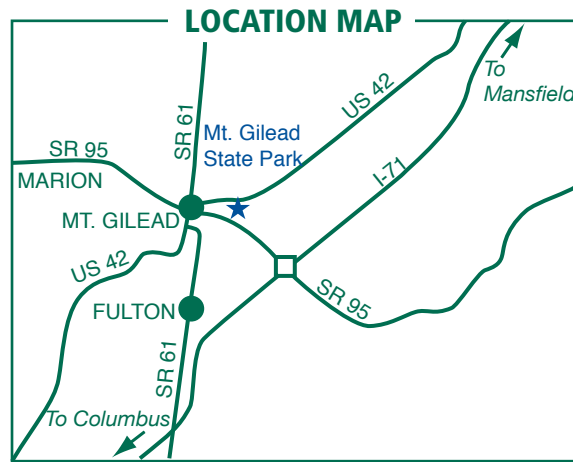 LOCATION MAP
To
Mansfield
US 42
SR 61
Mt. Gilead
State Park
SR 95
I-71
MARION
MT. GILEAD
US 42
SR 95
FULTON
SR 61
To Columbus